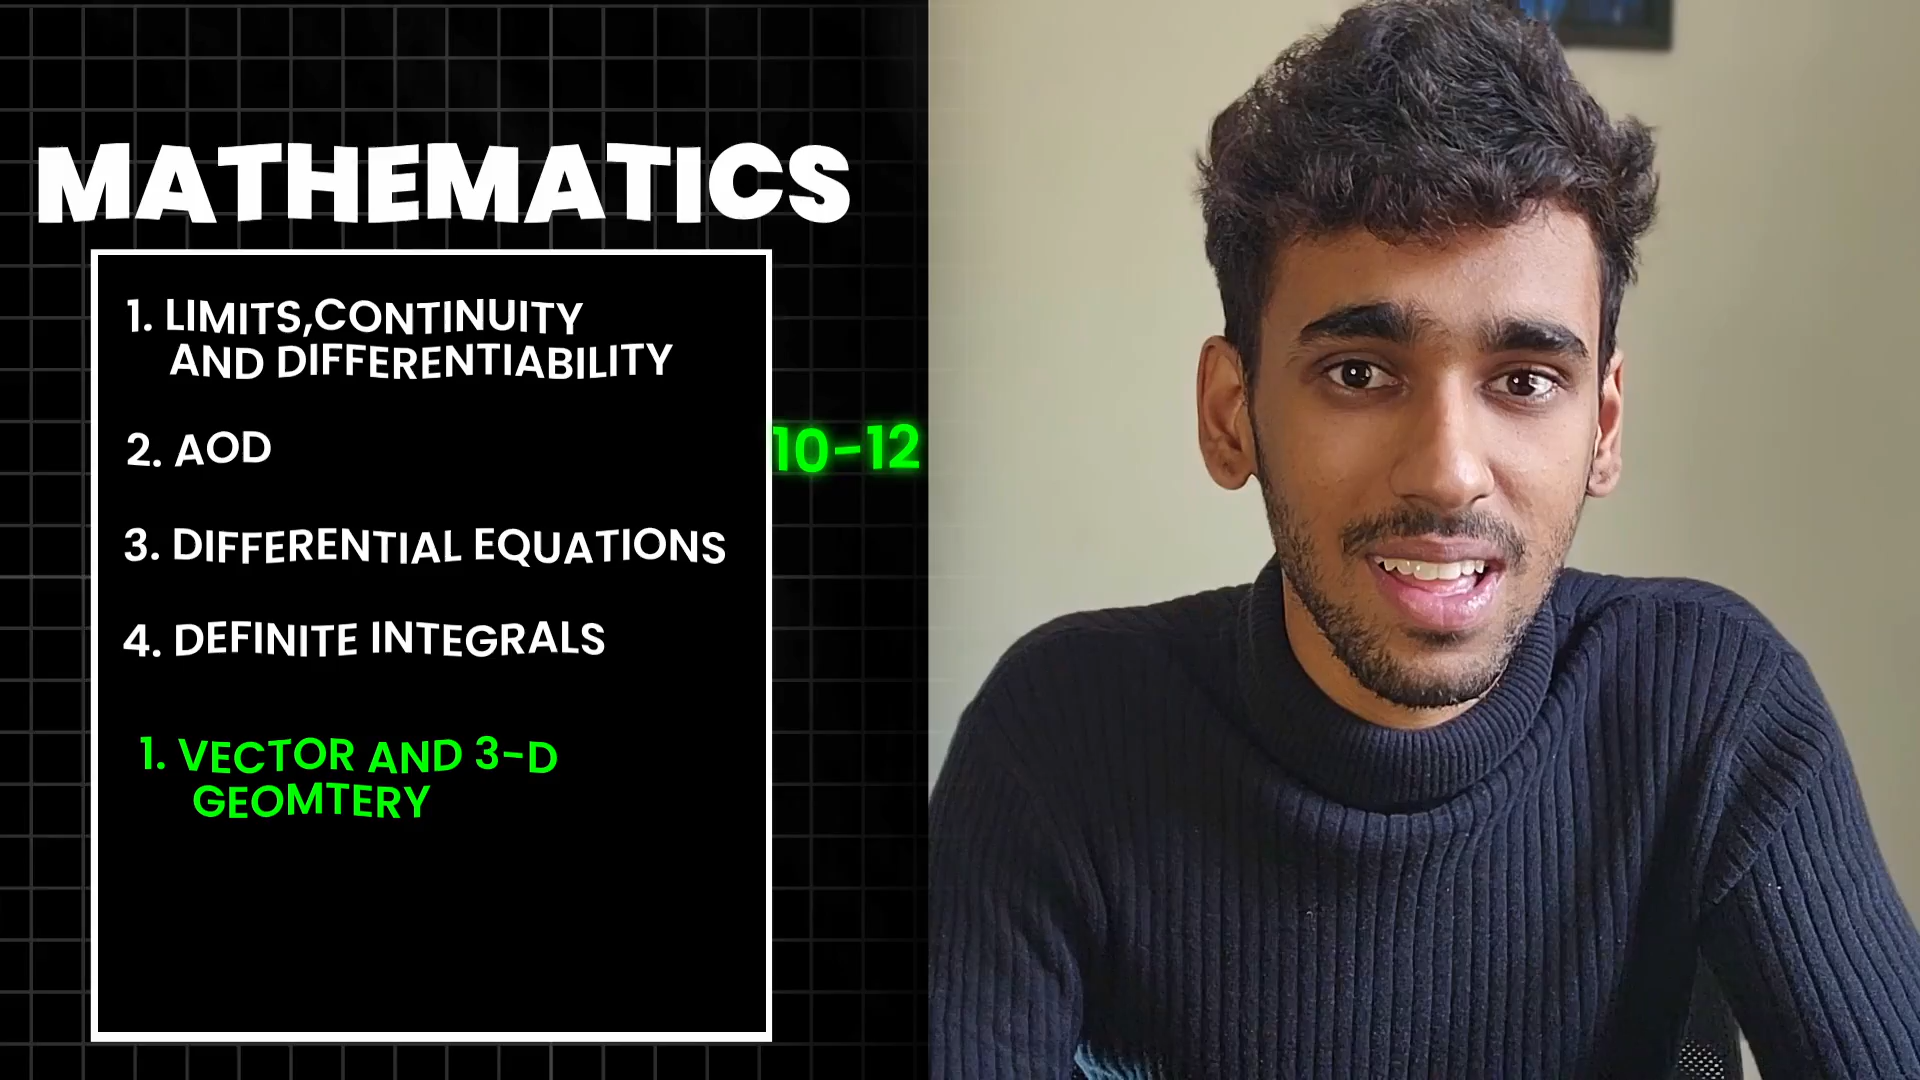 MATHEMATICS
1. LIMITS,CONTINUITY
AND DIFFERENTIABILITY
2. AOD
10-12
3. DIFFERENTIAL EQUATIONS
4. DEFINITE INTEGRALS
1. VECTOR AND 3-D
GEOMTERY